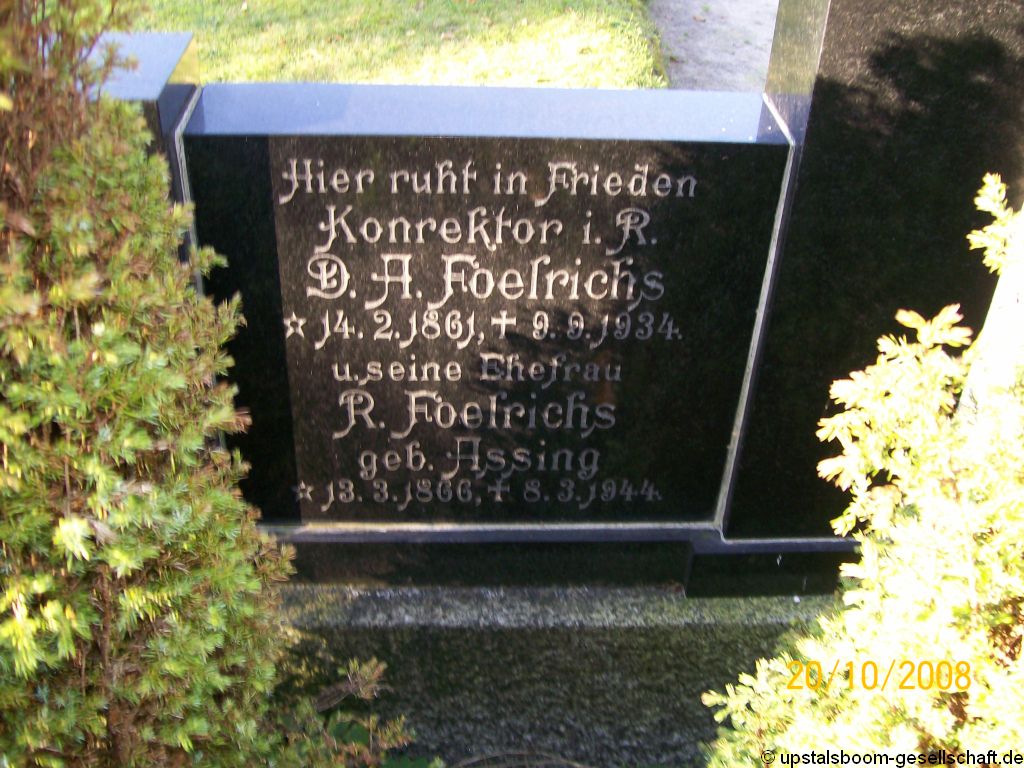 Hier ruht in Frieden
Konrektor i. R.
D. A. Foelrichs
☆ 14. 2. 1861, ✝ 9. 9. 1934.
u. seine Ehefrau
R. Foelrichs
geb. Assing
☆ 13. 3. 1866, ✝ 8. 3. 1944.
20/10/2008
© upstalsboom-gesellschaft.de